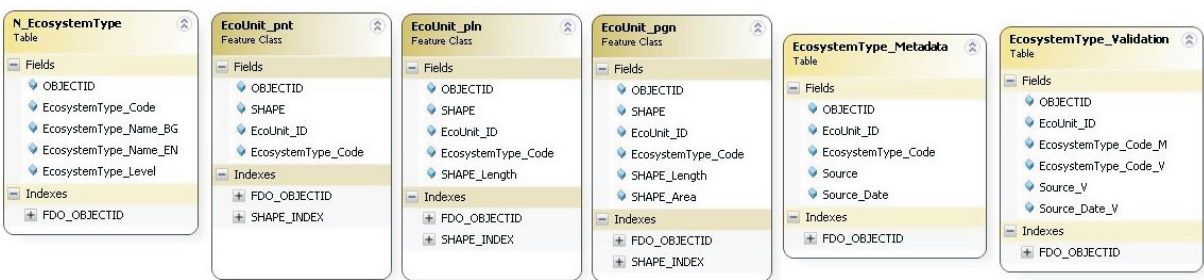 N_EcosystemType
Table
Fields
OBJECTID
EcosystemType_Code
EcosystemType_Name_BG
EcosystemType_Name_EN
EcosystemType_Level
Indexes
FDO_OBJECTID
EcoUnit_pnt
Feature Class
Fields
OBJECTID
SHAPE
EcoUnit_ID
EcosystemType_Code
Indexes
FDO_OBJECTID
SHAPE_INDEX
EcoUnit_pln
Feature Class
Fields
OBJECTID
SHAPE
EcoUnit_ID
EcosystemType_Code
SHAPE_Length
Indexes
FDO_OBJECTID
SHAPE_INDEX
EcoUnit_pgn
Feature Class
Fields
OBJECTID
SHAPE
EcoUnit_ID
EcosystemType_Code
SHAPE_Length
SHAPE_Area
Indexes
FDO_OBJECTID
SHAPE_INDEX
EcosystemType_Metadata
Table
Fields
OBJECTID
EcoUnit_ID
EcosystemType_Code
Source
Source_Date
Indexes
FDO_OBJECTID
EcosystemType_Validation
Table
Fields
OBJECTID
EcoUnit_ID
EcosystemType_Code_M
EcosystemType_Code_V
Source_V
Source_Date_V
Indexes
FDO_OBJECTID